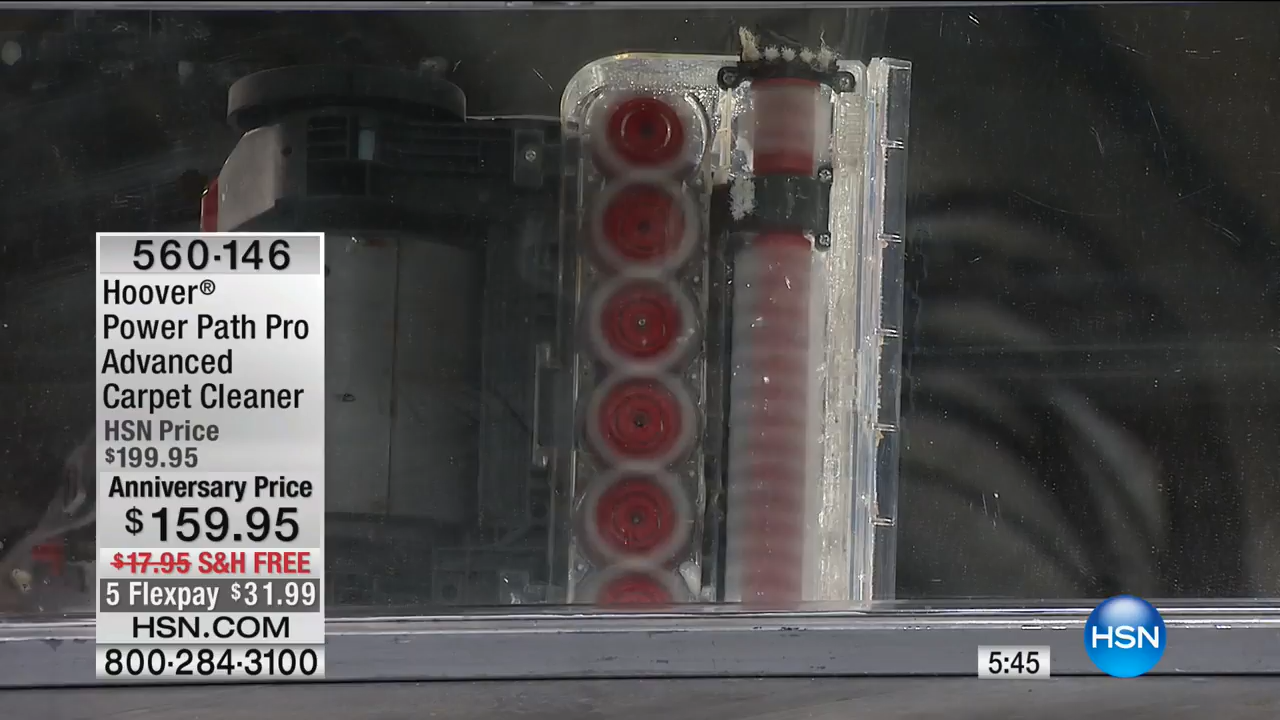 560·146
Hoover®
Power Path Pro
Advanced
Carpet Cleaner
HSN Price
$199.95
Anniversary Price
$159.95
$17.95 S&H FREE
5 Flexpay $31.99
HSN.COM
800·284·3100
HSN
5:45